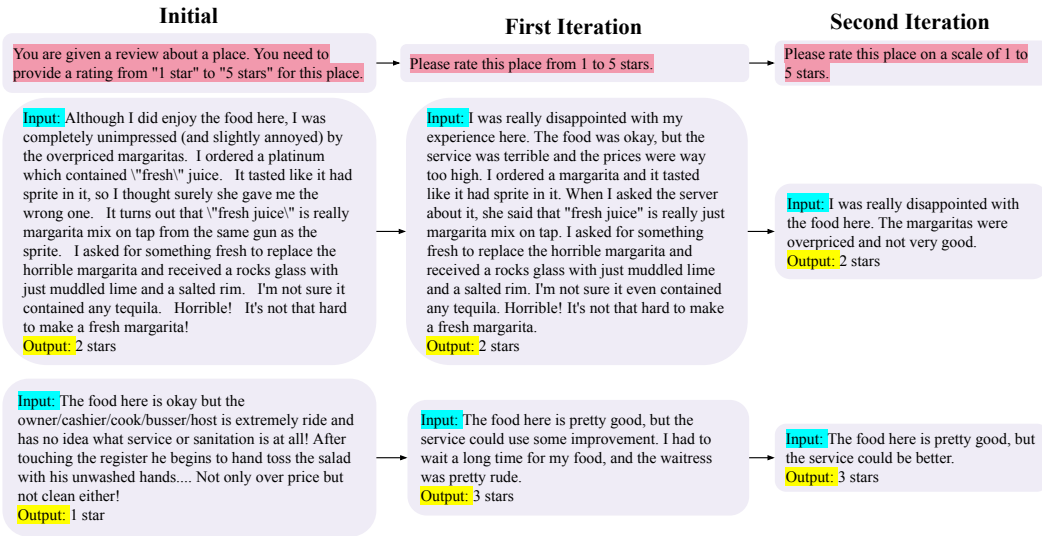 Initial
First Iteration
Second Iteration
You are given a review about a place. You need to
provide a rating from "1 star" to "5 stars" for this place.
Please rate this place from 1 to 5 stars.
Please rate this place on a scale of 1 to
5 stars.
Input: Although I did enjoy the food here, I was
completely unimpressed (and slightly annoyed) by
the overpriced margaritas. I ordered a platinum
which contained \"fresh\" juice. It tasted like it had
sprite in it, so I thought surely she gave me the
wrong one. It turns out that \"fresh juice\" is really
margarita mix on tap from the same gun as the
sprite. I asked for something fresh to replace the
horrible margarita and received a rocks glass with
just muddled lime and a salted rim. I'm not sure it
contained any tequila. Horrible! It's not that hard
to make a fresh margarita!
Output: 2 stars
Input: I was really disappointed with my
experience here. The food was okay, but the
service was terrible and the prices were way
too high. I ordered a margarita and it tasted
like it had sprite in it. When I asked the server
about it, she said that "fresh juice" is really just
margarita mix on tap. I asked for something
fresh to replace the horrible margarita and
received a rocks glass with just muddled lime
and a salted rim. I'm not sure it even contained
any tequila. Horrible! It's not that hard to make
a fresh margarita.
Output: 2 stars
Input: I was really disappointed with
the food here. The margaritas were
overpriced and not very good.
Output: 2 stars
Input: The food here is okay but the
owner/cashier/cook/busser/host is extremely ride and
has no idea what service or sanitation is at all! After
touching the register he begins to hand toss the salad
with his unwashed hands.... Not only over price but
not clean either!
Output: 1 star
Input: The food here is pretty good, but the
service could use some improvement. I had to
wait a long time for my food, and the waitress
was pretty rude.
Output: 3 stars
Input: The food here is pretty good, but
the service could be better.
Output: 3 stars